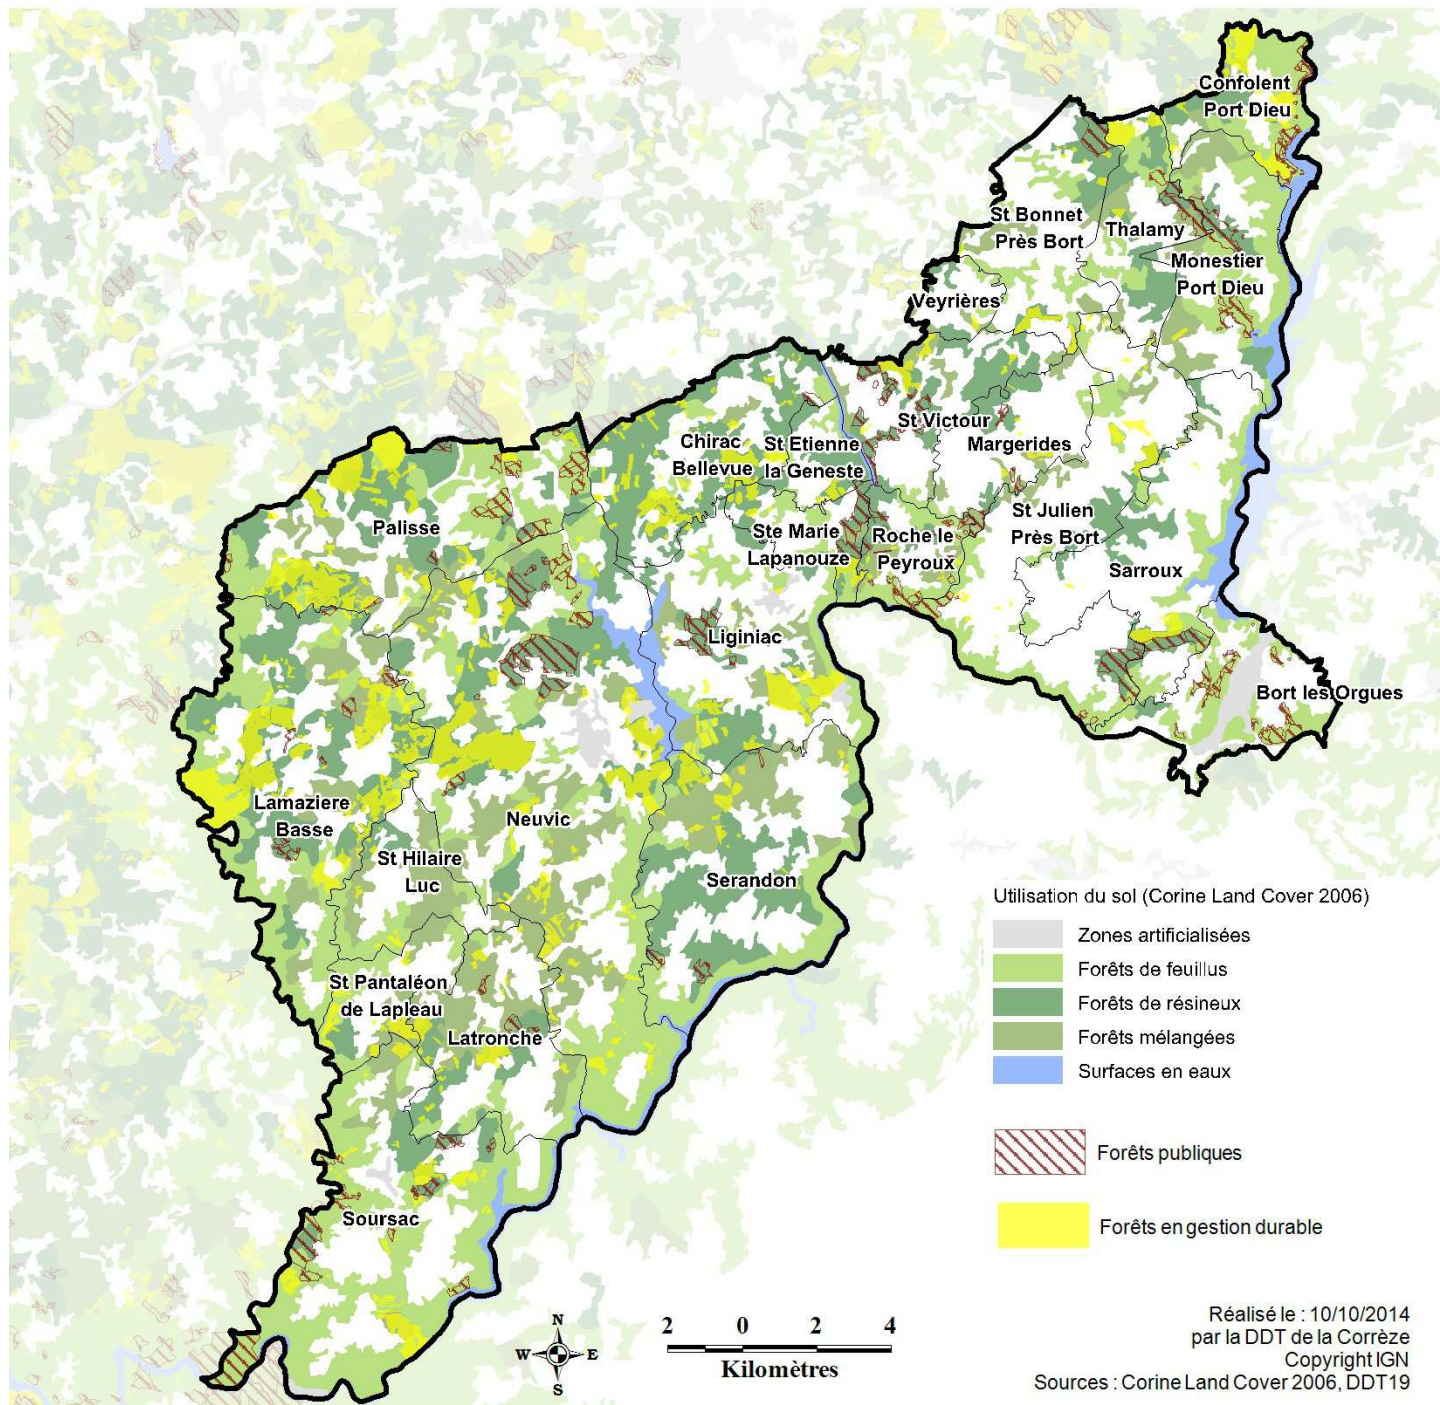 Confolent
Port Dieu
St Bonnet
Près Bort
Thalamy
Monestier
Port Dieu
Veyrières
St Victour
Margerides
Chirac
Bellevue
St Etienne
la Geneste
Palisse
Ste Marie
Lapanouze
Roche le
Peyroux
St Julien
Près Bort
Sarroux
Liginiac
Bort les Orgues
Lamaziere
Basse
Neuvic
St Hilaire
Luc
Serandon
St Pantaléon
de Lapleau
Latronche
Soursac
Utilisation du sol (Corine Land Cover 2006)
Zones artificialisées
Forêts de feuillus
Forêts de résineux
Forêts mélangées
Surfaces en eaux
Forêts publiques
Forêts en gestion durable
N
W E
S
2 0 2 4
Kilomètres
Réalisé le : 10/10/2014
par la DDT de la Corrèze
Copyright IGN
Sources : Corine Land Cover 2006, DDT19